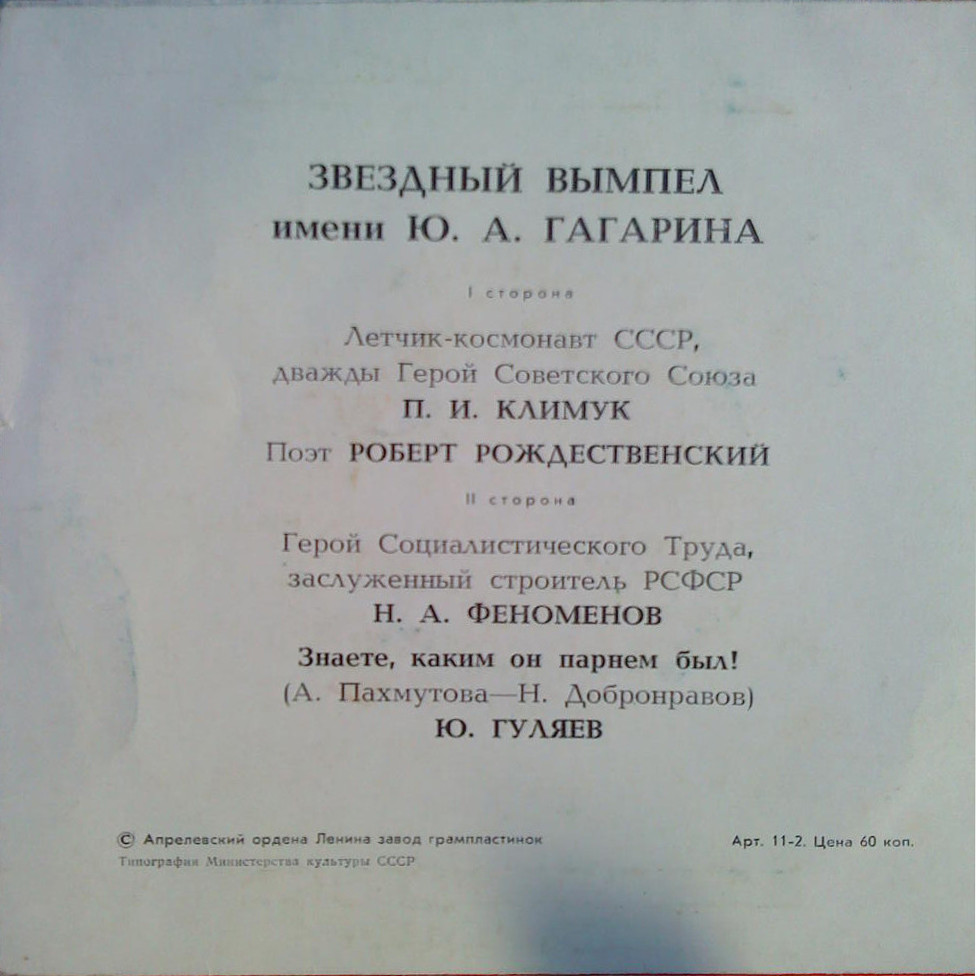 ЗВЕЗДНЫЙ ВЫМПЕЛ
имени Ю. А. ГАГАРИНА
I сторона
Летчик-космонавт СССР,
дважды Герой Советского Союза
П. И. КЛИМУК
Поэт РОБЕРТ РОЖДЕСТВЕНСКИЙ
II сторона
Герой Социалистического Труда,
заслуженный строитель РСФСР
Н. А. ФЕНОМЕНОВ
Знаете, каким он парнем был!
(А. Пахмутова—Н. Добронравов)
Ю. ГУЛЯЕВ
© Апрелевский ордена Ленина завод грампластинок
Арт. 11-2. Цена 60 коп.
Типография Министерства культуры СССР